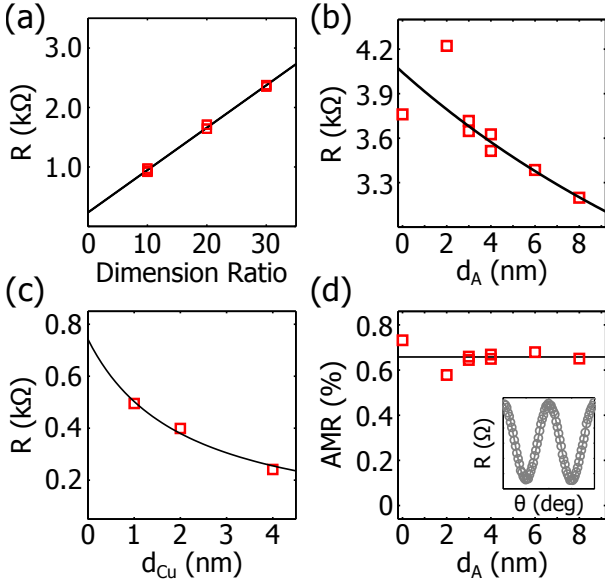 (a)
R (kΩ)
3.0
2.0
1.0
0 10 20 30
Dimension Ratio
(b)
R (kΩ)
4.2
3.9
3.6
3.3
0 2 4 6 8
d_A (nm)
(c)
R (kΩ)
0.8
0.6
0.4
0.2
0 1 2 3 4
d_Cu (nm)
(d)
AMR (%)
0.8
0.6
0.4
0.2
0
0 2 4 6 8
d_A (nm)
R (Ω)
θ (deg)